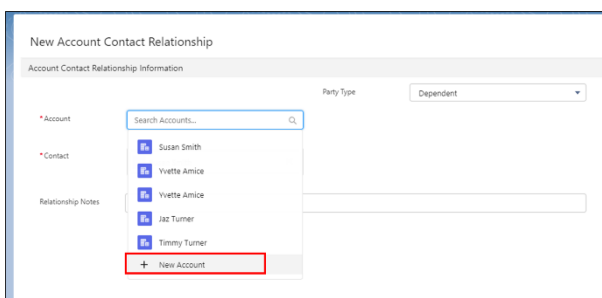 New Account Contact Relationship
Account Contact Relationship Information
Party Type
Dependent
*Account
Search Accounts...
Susan Smith
*Contact
Yvette Amice
Yvette Amice
Relationship Notes
Jaz Turner
Timmy Turner
+ New Account